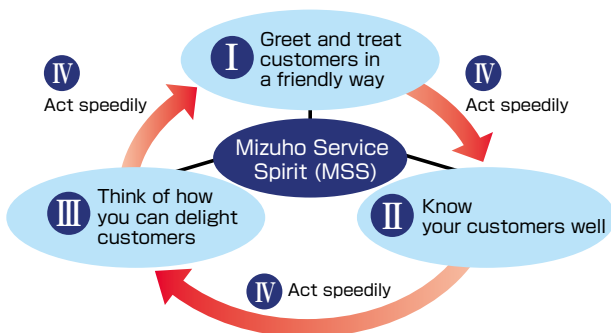 Ⅰ
Greet and treat
customers in
a friendly way
Ⅳ
Act speedily
Ⅳ
Act speedily
Mizuho Service
Spirit (MSS)
Ⅲ
Think of how
you can delight
customers
Ⅱ
Know
your customers well
Ⅳ Act speedily